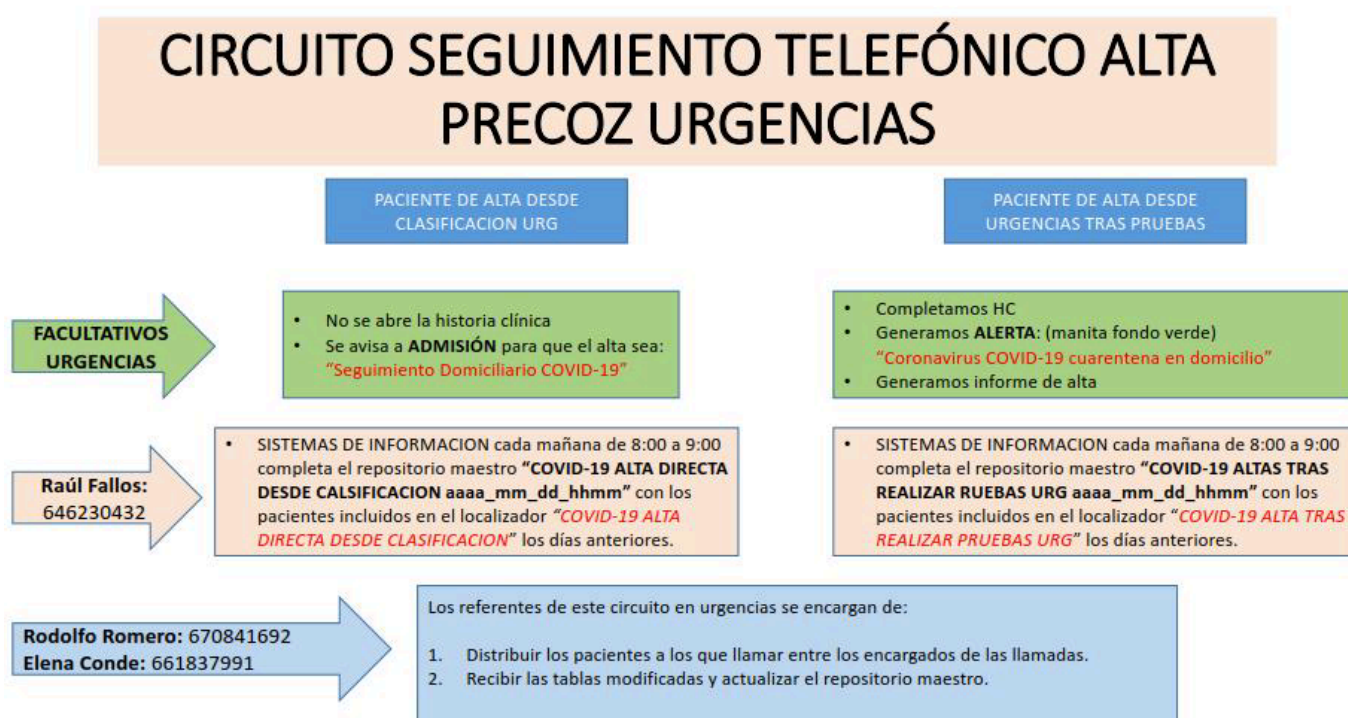 CIRCUITO SEGUIMIENTO TELEFÓNICO ALTA
PRECOZ URGENCIAS
PACIENTE DE ALTA DESDE
CLASIFICACION URG
PACIENTE DE ALTA DESDE
URGENCIAS TRAS PRUEBAS
FACULTATIVOS
URGENCIAS
• No se abre la historia clínica
• Se avisa a ADMISIÓN para que el alta sea:
“Seguimiento Domiciliario COVID-19”
• Completamos HC
• Generamos ALERTA: (manita fondo verde)
“Coronavirus COVID-19 cuarentena en domicilio”
• Generamos informe de alta
Raúl Fallos:
646230432
• SISTEMAS DE INFORMACION cada mañana de 8:00 a 9:00
completa el repositorio maestro “COVID-19 ALTA DIRECTA
DESDE CALSIFICACION aaaa_mm_dd_hhmm” con los
pacientes incluidos en el localizador “COVID-19 ALTA
DIRECTA DESDE CLASIFICACION” los días anteriores.
• SISTEMAS DE INFORMACION cada mañana de 8:00 a 9:00
completa el repositorio maestro “COVID-19 ALTAS TRAS
REALIZAR RUEBAS URG aaaa_mm_dd_hhmm” con los
pacientes incluidos en el localizador “COVID-19 ALTA TRAS
REALIZAR PRUEBAS URG” los días anteriores.
Rodolfo Romero: 670841692
Elena Conde: 661837991
Los referentes de este circuito en urgencias se encargan de:
1. Distribuir los pacientes a los que llamar entre los encargados de las llamadas.
2. Recibir las tablas modificadas y actualizar el repositorio maestro.